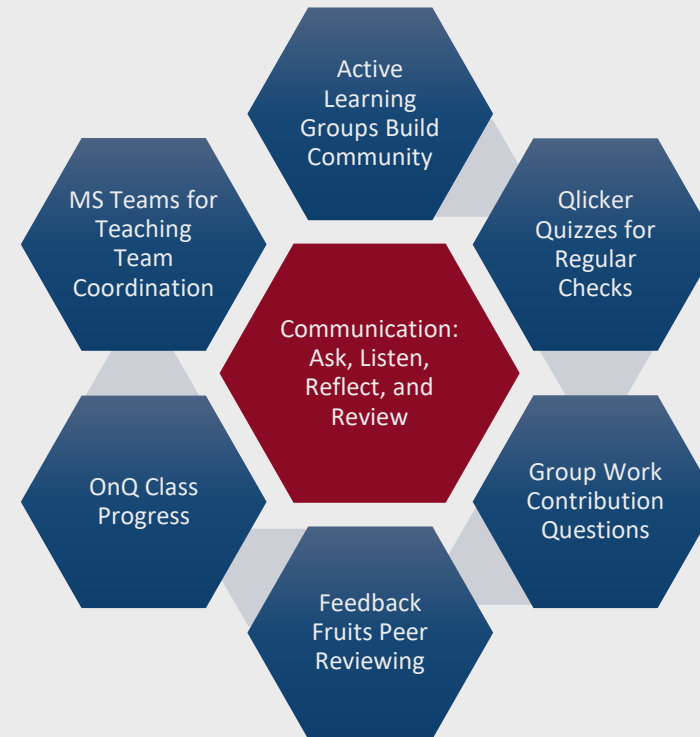 Active
Learning
Groups Build
Community
Qlicker
Quizzes for
Regular
Checks
Group Work
Contribution
Questions
Feedback
Fruits Peer
Reviewing
OnQ Class
Progress
MS Teams for
Teaching
Team
Coordination
Communication:
Ask, Listen,
Reflect, and
Review